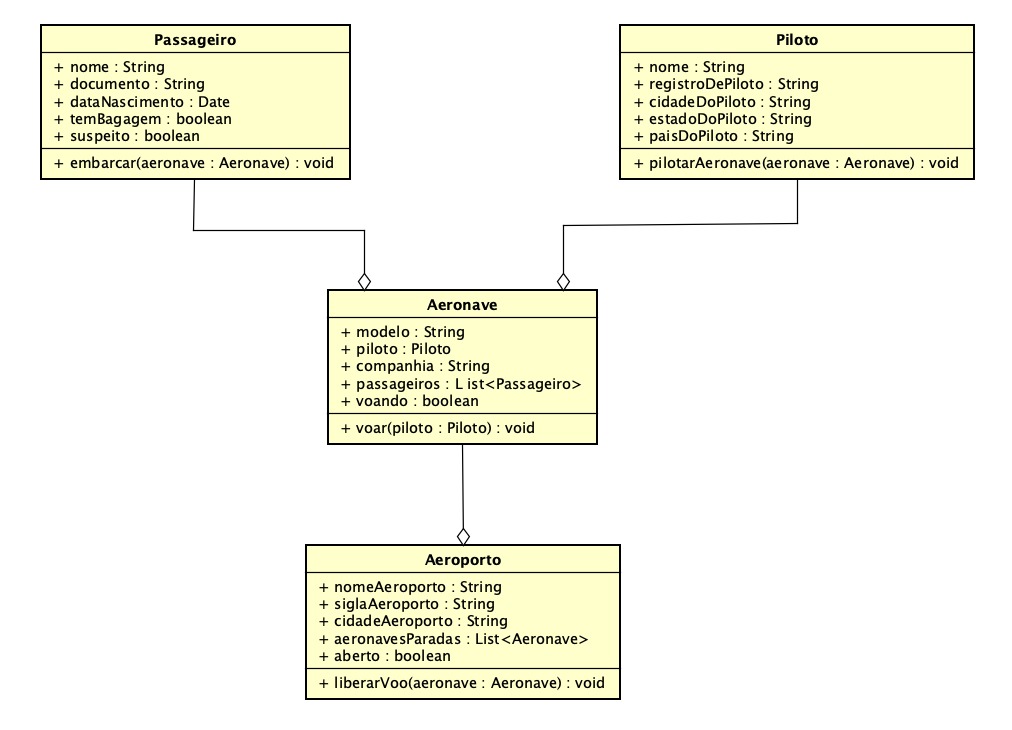 Passageiro
+ nome : String
+ documento : String
+ dataNascimento : Date
+ temBagagem : boolean
+ suspeito : boolean
+ embarcar(aeronave : Aeronave) : void
Piloto
+ nome : String
+ registroDePiloto : String
+ cidadeDoPiloto : String
+ estadoDoPiloto : String
+ paisDoPiloto : String
+ pilotarAeronave(aeronave : Aeronave) : void
Aeronave
+ modelo : String
+ piloto : Piloto
+ companhia : String
+ passageiros : L ist<Passageiro>
+ voando : boolean
+ voar(piloto : Piloto) : void
Aeroporto
+ nomeAeroporto : String
+ siglaAeroporto : String
+ cidadeAeroporto : String
+ aeronavesParadas : List<Aeronave>
+ aberto : boolean
+ liberarVoo(aeronave : Aeronave) : void